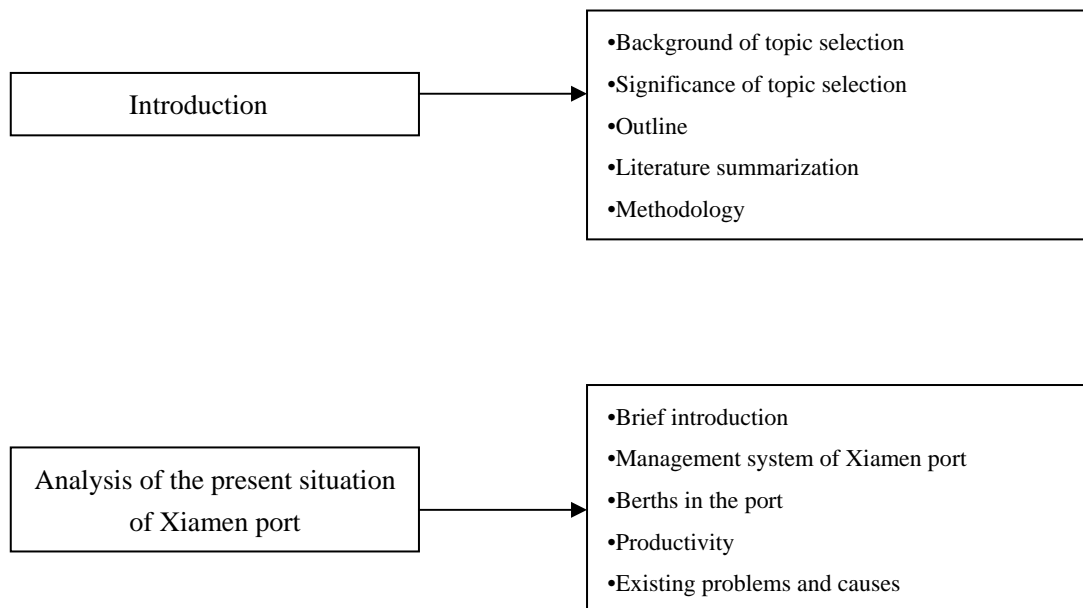 Introduction
•Background of topic selection
•Significance of topic selection
•Outline
•Literature summarization
•Methodology
Analysis of the present situation
of Xiamen port
•Brief introduction
•Management system of Xiamen port
•Berths in the port
•Productivity
•Existing problems and causes